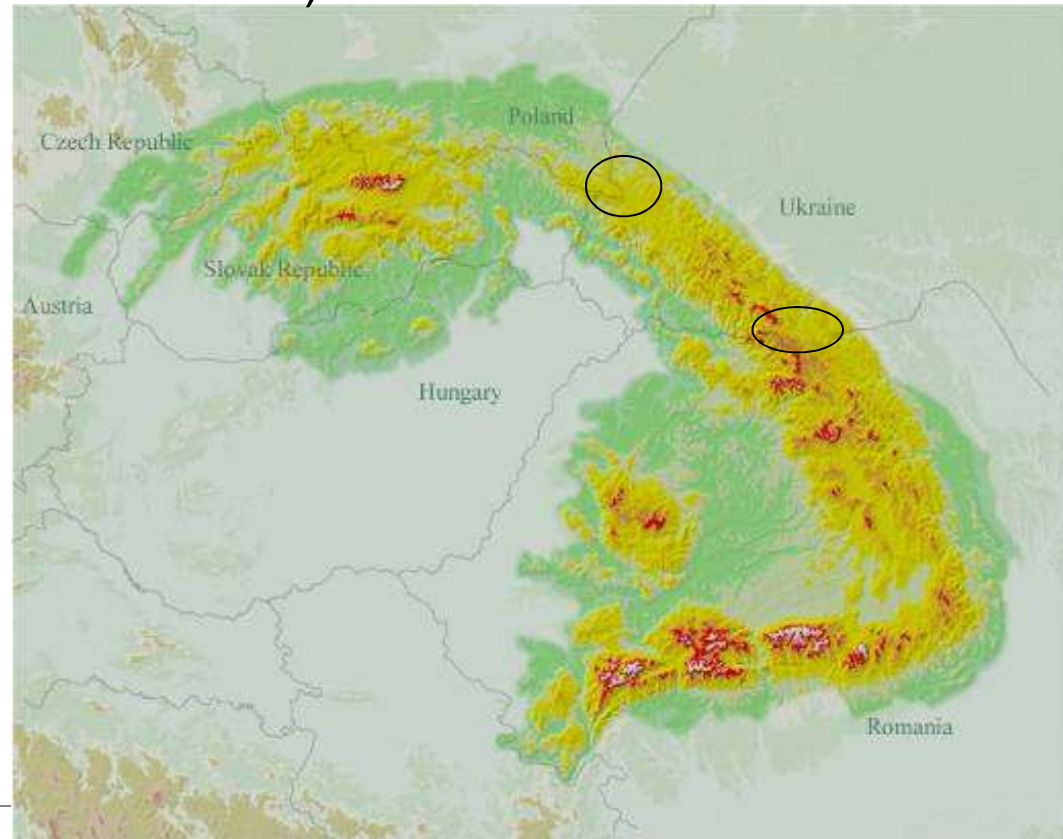 )
Poland
Czech Republic
Ukraine
Slovak Republic
Austria
Hungary
Romania